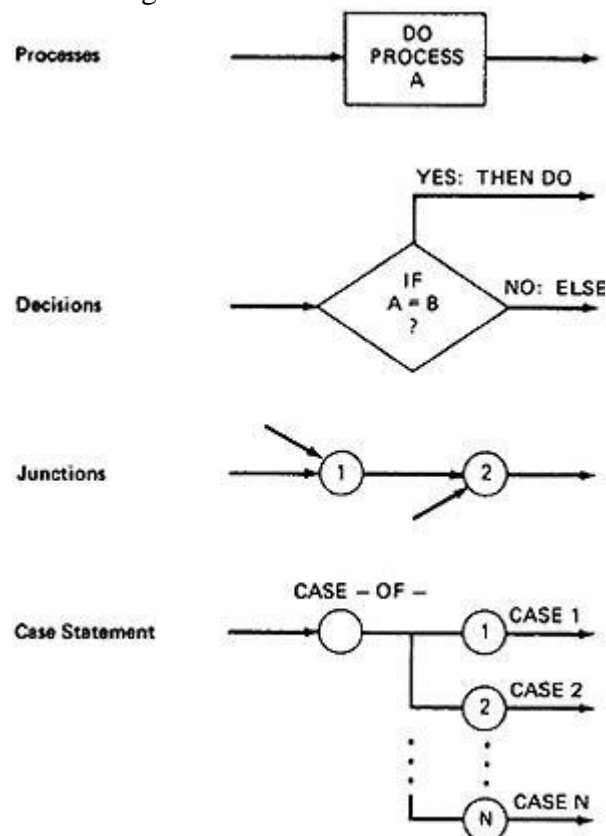 Processes
DO
PROCESS
A
YES: THEN DO
IF
A = B
?
NO: ELSE
Decisions
Junctions
1
2
CASE – OF –
Case Statement
1
CASE 1
2
CASE 2
N
CASE N